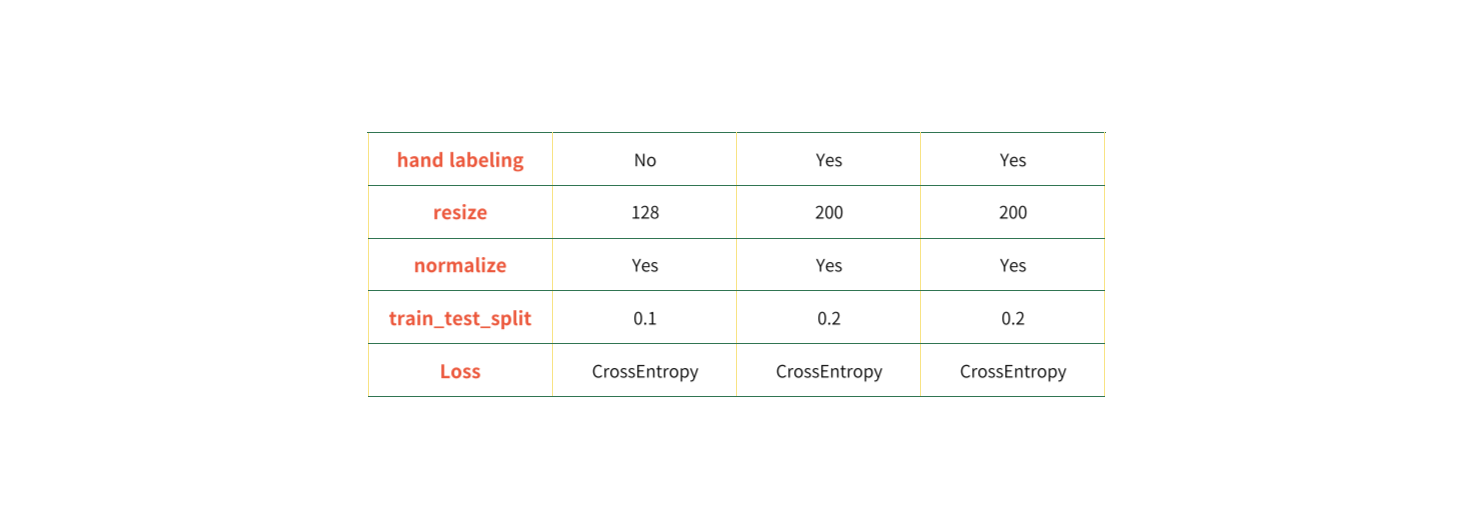 hand labeling No Yes Yes
resize 128 200 200
normalize Yes Yes Yes
train_test_split 0.1 0.2 0.2
Loss CrossEntropy CrossEntropy CrossEntropy